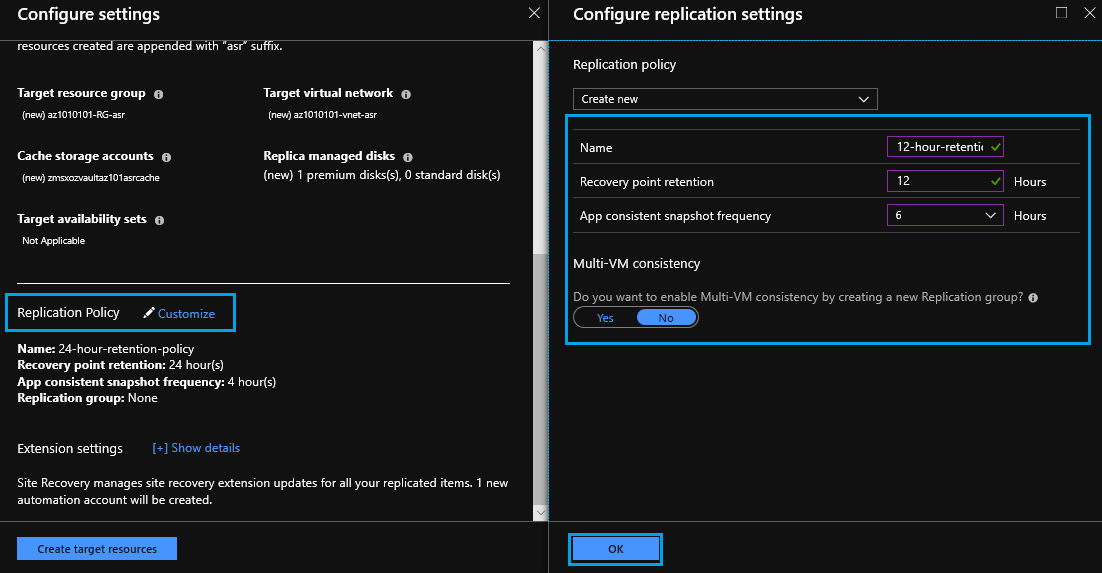 Configure settings
resources created are appended with "asr" suffix.
Target resource group
(new) az1010101-RG-asr
Target virtual network
(new) az1010101-vnet-asr
Cache storage accounts
(new) zmsxozvaultaz101asrcache
Replica managed disks
(new) 1 premium disks(s), 0 standard disk(s)
Target availability sets
Not Applicable
Replication Policy Customize
Name: 24-hour-retention-policy
Recovery point retention: 24 hour(s)
App consistent snapshot frequency: 4 hour(s)
Replication group: None
Extension settings [+] Show details
Site Recovery manages site recovery extension updates for all your replicated items. 1 new
automation account will be created.
Create target resources
Configure replication settings
Replication policy
Create new
Name 12-hour-retentic
Recovery point retention 12 Hours
App consistent snapshot frequency 6 Hours
Multi-VM consistency
Do you want to enable Multi-VM consistency by creating a new Replication group?
Yes No
OK